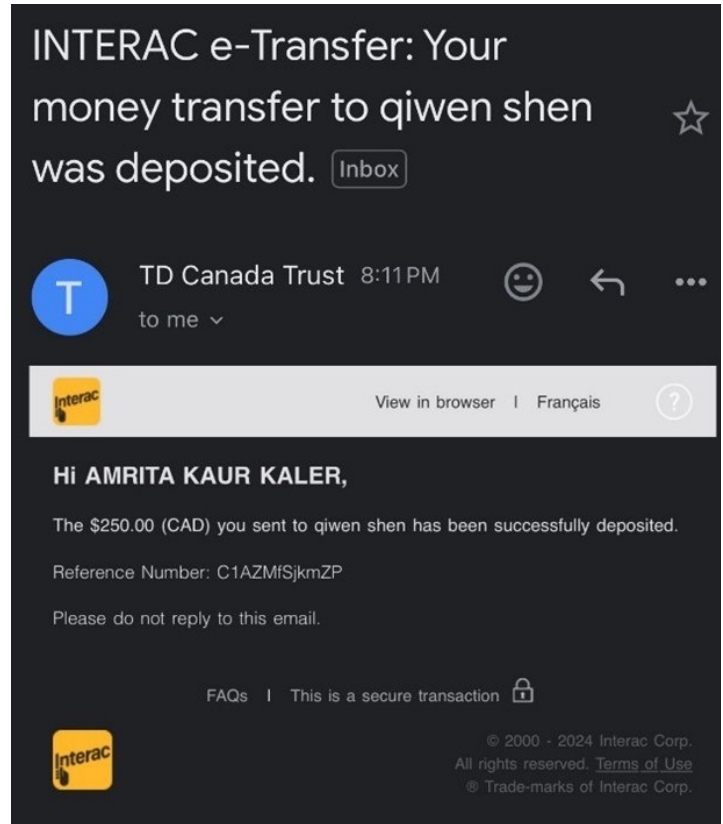 INTERAC e-Transfer: Your
money transfer to qiwen shen
was deposited. Inbox
T
TD Canada Trust 8:11 PM
to me
Interac
View in browser | Français
?
Hi AMRITA KAUR KALER,
The $250.00 (CAD) you sent to qiwen shen has been successfully deposited.
Reference Number: C1AZMfSjkmZP
Please do not reply to this email.
FAQs | This is a secure transaction
Interac
© 2000 - 2024 Interac Corp.
All rights reserved. Terms of Use
® Trade-marks of Interac Corp.